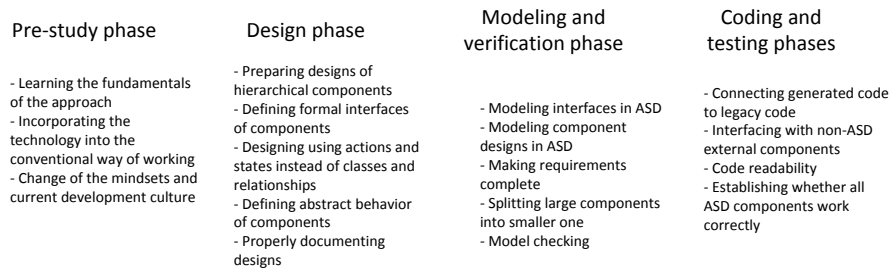 Pre-study phase
- Learning the fundamentals
of the approach
- Incorporating the
technology into the
conventional way of working
- Change of the mindsets and
current development culture
Design phase
- Preparing designs of
hierarchical components
- Defining formal interfaces
of components
- Designing using actions and
states instead of classes and
relationships
- Defining abstract behavior
of components
- Properly documenting
designs
Modeling and
verification phase
- Modeling interfaces in ASD
- Modeling component
designs in ASD
- Making requirements
complete
- Splitting large components
into smaller one
- Model checking
Coding and
testing phases
- Connecting generated code
to legacy code
- Interfacing with non-ASD
external components
- Code readability
- Establishing whether all
ASD components work
correctly